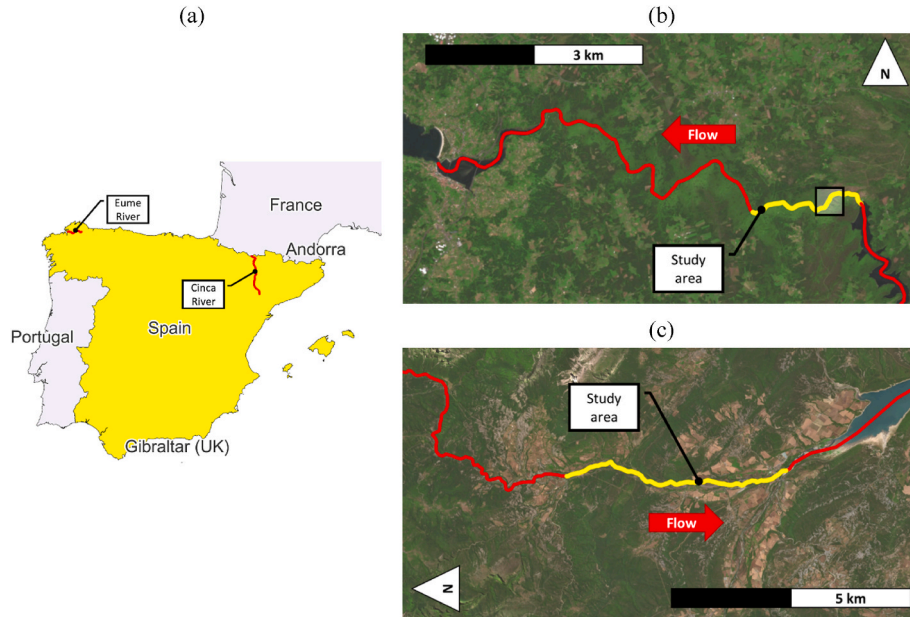 (a)
Eume
River
France
Andorra
Cinca
River
Portugal
Spain
Gibraltar (UK)
(b)
3 km
N
Flow
Study
area
(c)
Study
area
Flow
N
5 km